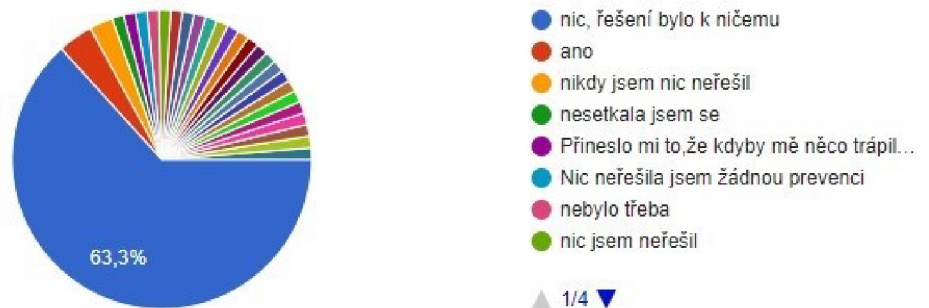 nic, řešení bylo k ničemu
ano
nikdy jsem nic neřešil
nesetkala jsem se
Přineslo mi to,že kdyby mě něco trápil…
Nic neřešila jsem žádnou prevenci
nebylo třeba
nic jsem neřešil
63,3%
1/4